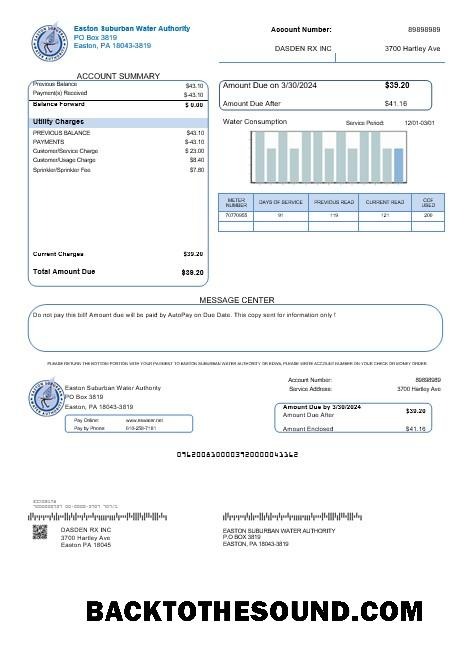 Easton Suburban Water Authority
PO Box 3819
Easton, PA 18043-3819
Account Number: 89898989
DASDEN RX INC 3700 Hartley Ave
ACCOUNT SUMMARY
Previous Balance $43.10
Payment(s) Received $-43.10
Balance Forward $ 0.00
Utility Charges
PREVIOUS BALANCE $43.10
PAYMENTS $-43.10
Customer/Service Charge $ 23.00
Customer/Usage Charge $8.40
Sprinkler/Sprinkler Fee $7.80
Current Charges $39.20
Total Amount Due $39.20
Amount Due on 3/30/2024 $39.20
Amount Due After $41.16
Water Consumption Service Period: 12/01-03/01
METER NUMBER DAYS OF SERVICE PREVIOUS READ CURRENT READ CCF USED
70770955 91 119 121 200
MESSAGE CENTER
Do not pay this bill! Amount due will be paid by AutoPay on Due Date. This copy sent for information only !
PLEASE RETURN THE BOTTOM PORTION WITH YOUR PAYMENT TO EASTON SUBURBAN WATER AUTHORITY OR EDWA, PLEASE WRITE ACCOUNT NUMBER ON YOUR CHECK OR MONEY ORDER
Easton Suburban Water Authority
PO Box 3819
Easton, PA 18043-3819
Pay Online: www.eswater.net
Pay by Phone: 610-258-7181
Account Number: 89898989
Service Address: 3700 Hartley Ave
Amount Due by 3/30/2024 $39.20
Amount Due After
Amount Enclosed $41.16
DASDEN RX INC
3700 Hartley Ave
Easton PA 18045
EASTON SUBURBAN WATER AUTHORITY
P.O BOX 3819
EASTON, PA 18043-3819
BACKTOTHESOUND.COM